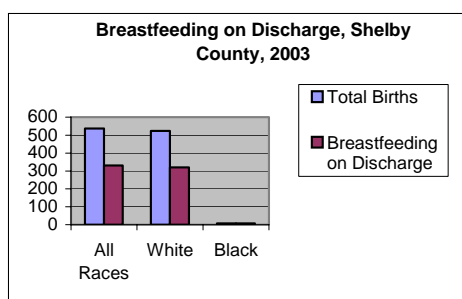 Breastfeeding on Discharge, Shelby
County, 2003
600
500
400
300
200
100
0
All
Races
White
Black
Total Births
Breastfeeding
on Discharge